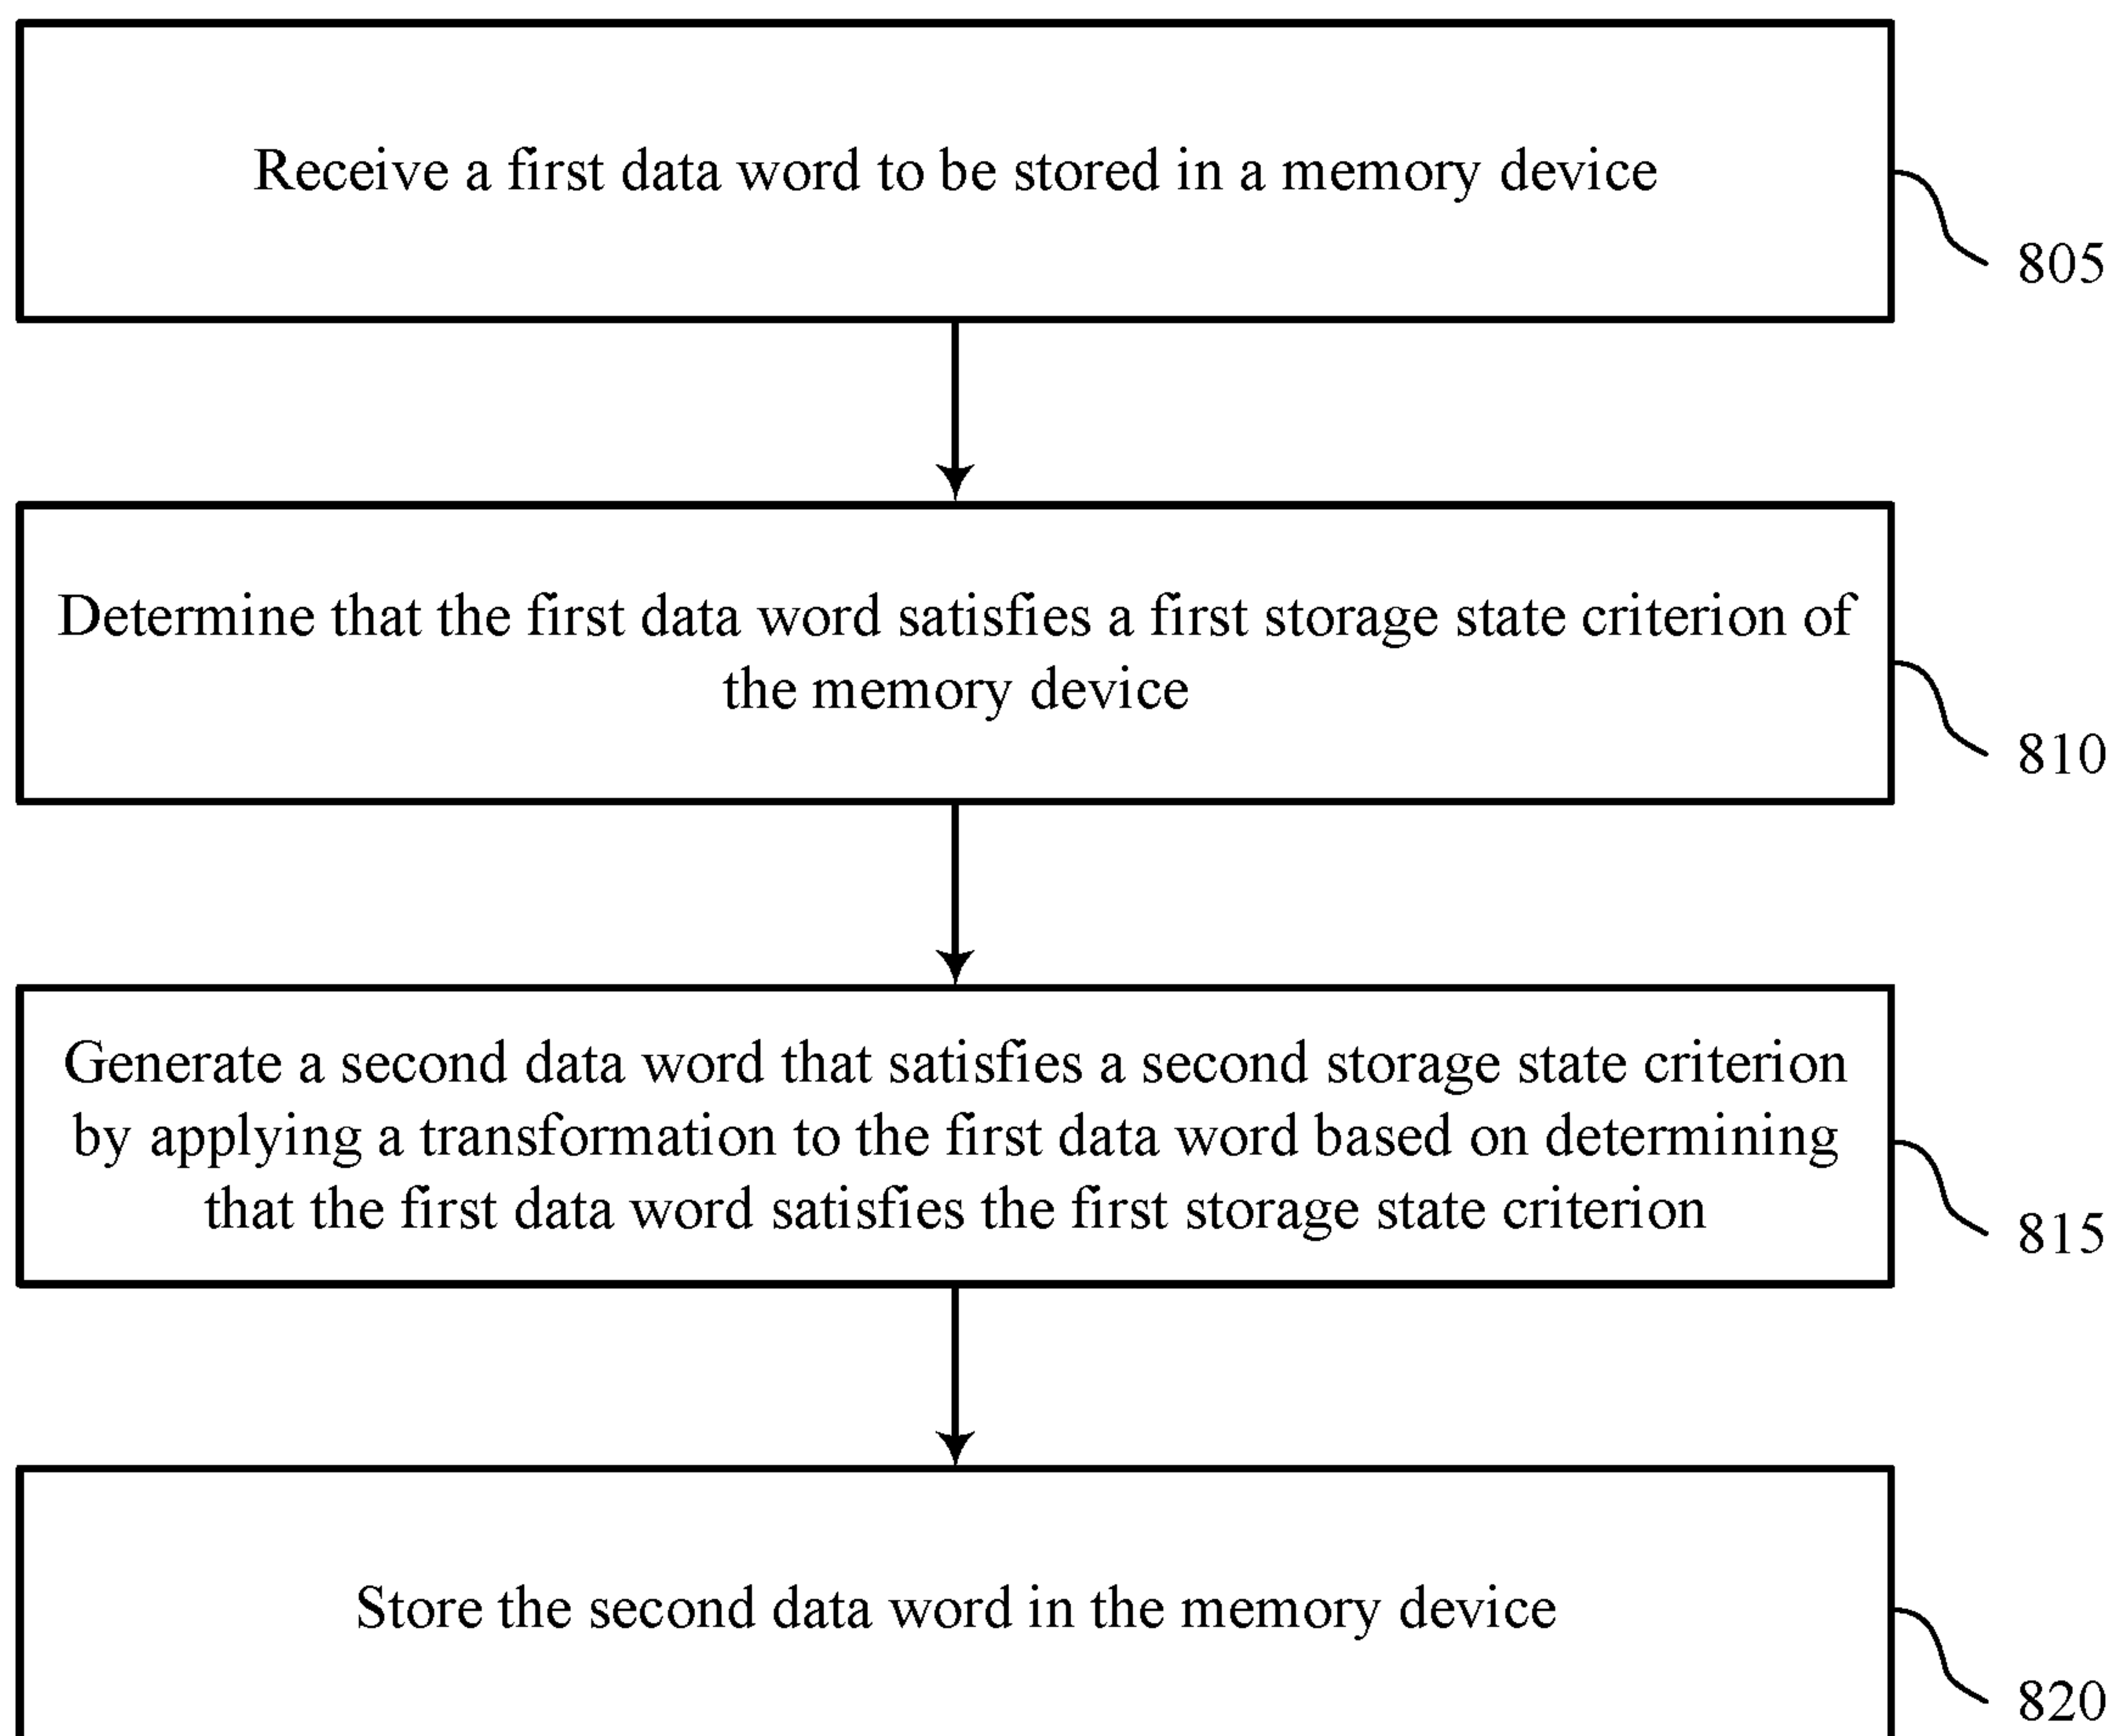 Receive a first data word to be stored in a memory device
805
Determine that the first data word satisfies a first storage state criterion of
the memory device
810
Generate a second data word that satisfies a second storage state criterion
by applying a transformation to the first data word based on determining
that the first data word satisfies the first storage state criterion
815
Store the second data word in the memory device
820